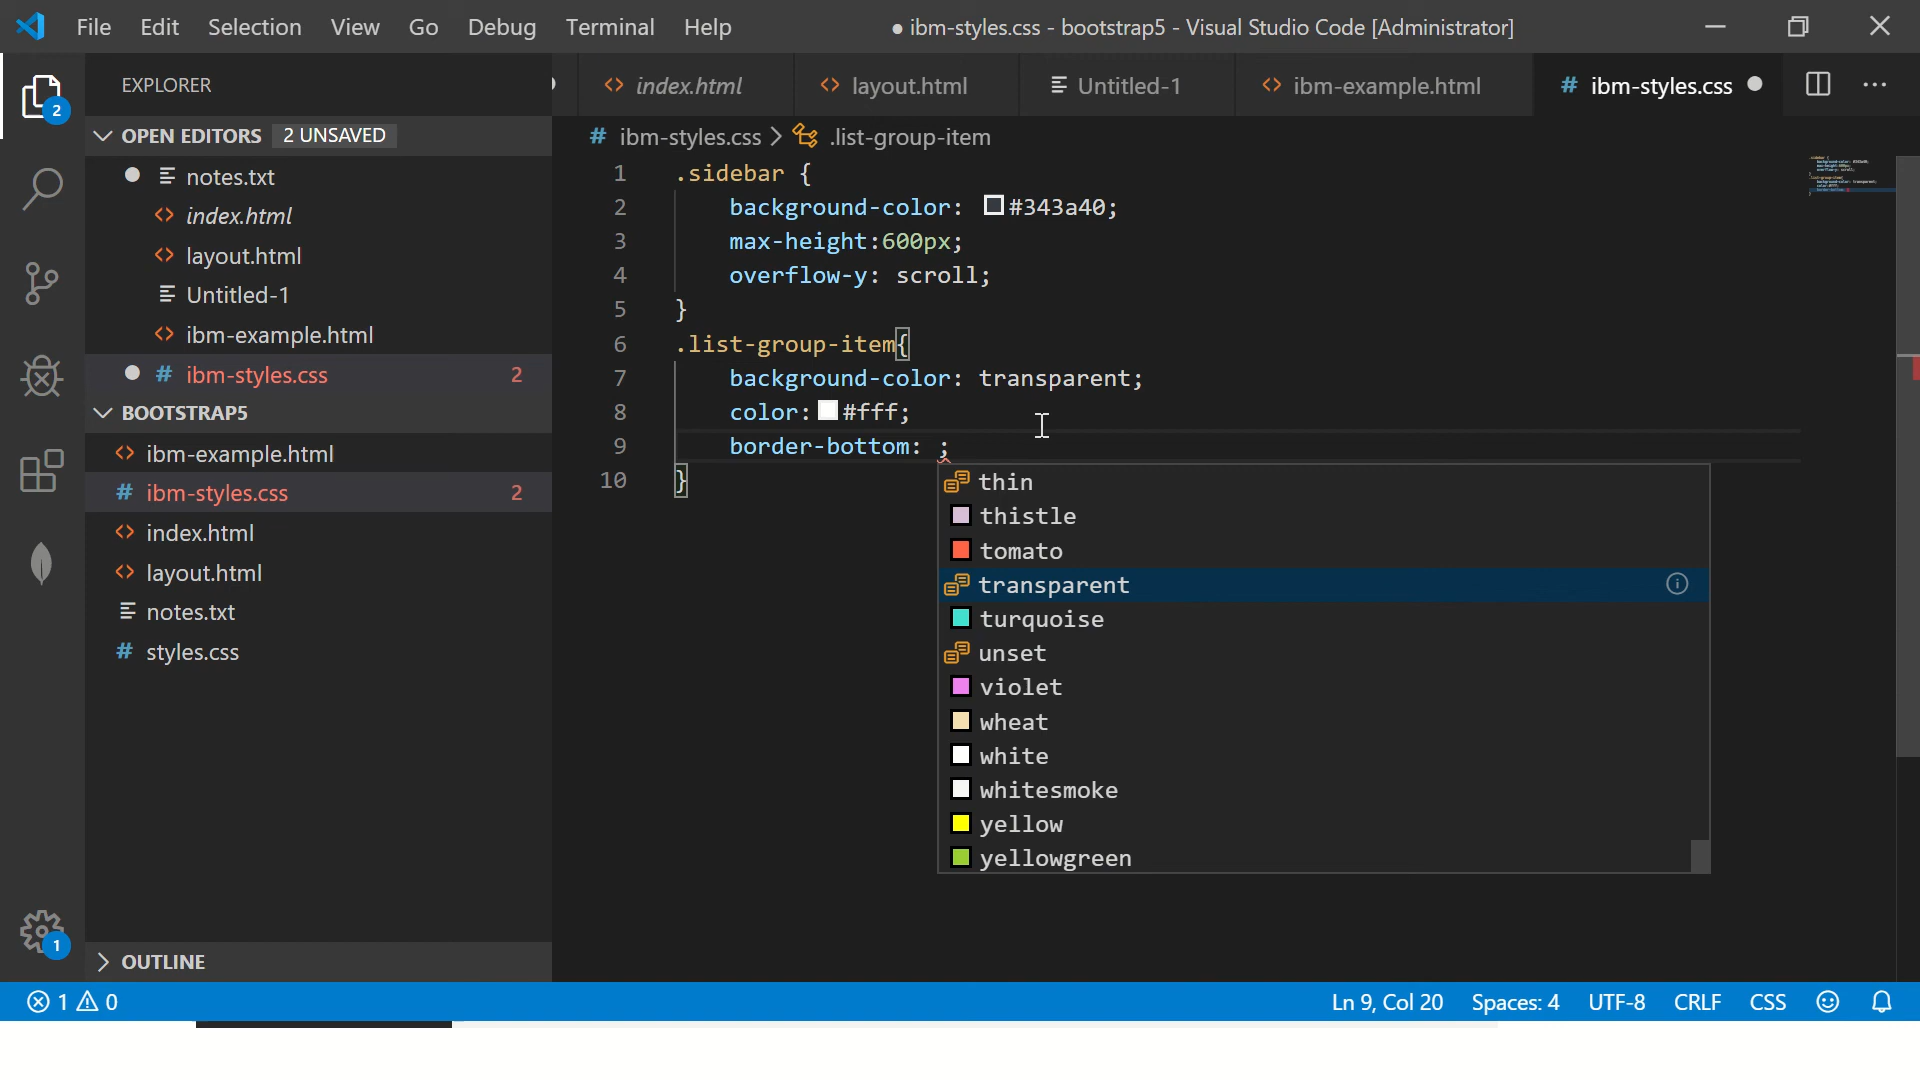 File Edit Selection View Go Debug Terminal Help
● ibm-styles.css - bootstrap5 - Visual Studio Code [Administrator]
EXPLORER
index.html
layout.html
Untitled-1
ibm-example.html
# ibm-styles.css
2
OPEN EDITORS 2 UNSAVED
notes.txt
index.html
layout.html
Untitled-1
ibm-example.html
# ibm-styles.css 2
BOOTSTRAP5
ibm-example.html
# ibm-styles.css 2
index.html
layout.html
notes.txt
# styles.css
1
OUTLINE
# ibm-styles.css > .list-group-item
1 .sidebar {
2 background-color: #343a40;
3 max-height:600px;
4 overflow-y: scroll;
5 }
6 .list-group-item{
7 background-color: transparent;
8 color: #fff;
9 border-bottom: ;
10 }
thin
thistle
tomato
transparent
turquoise
unset
violet
wheat
white
whitesmoke
yellow
yellowgreen
1 0
Ln 9, Col 20 Spaces: 4 UTF-8 CRLF CSS